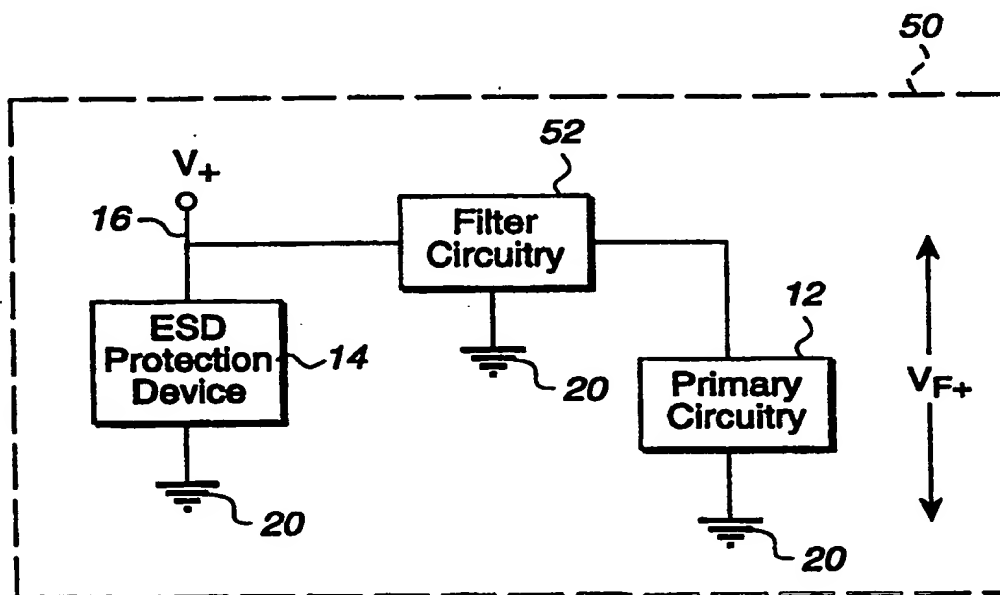 50
52
V+
16
Filter
Circuitry
ESD
Protection
Device
14
20
12
20
Primary
Circuitry
VF+
20